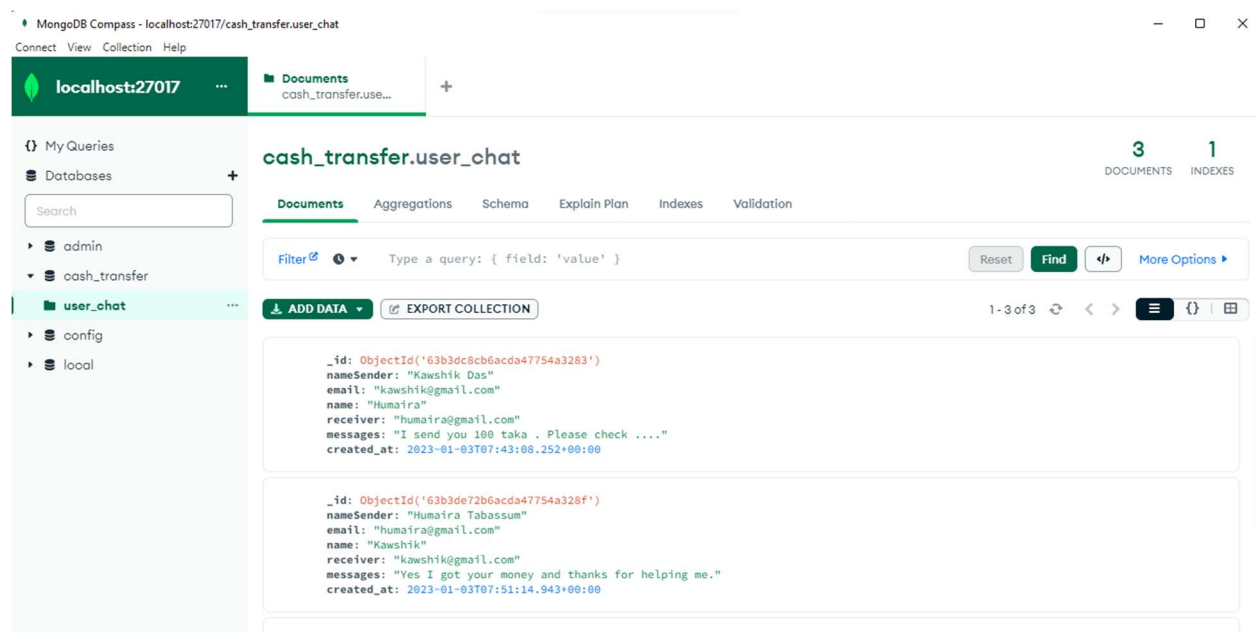 MongoDB Compass - localhost:27017/cash_transfer.user_chat
Connect View Collection Help
localhost:27017 ...
Documents
cash_transfer.use...
+
{} My Queries
Databases +
Search
admin
cash_transfer
user_chat ...
config
local
cash_transfer.user_chat
3
DOCUMENTS
1
INDEXES
Documents Aggregations Schema Explain Plan Indexes Validation
Filter Type a query: { field: 'value' } Reset Find </> More Options
ADD DATA EXPORT COLLECTION 1 - 3 of 3 {}
_id: ObjectId('63b3dc8cb6acda47754a3283')
nameSender: "Kawshik Das"
email: "kawshik@gmail.com"
name: "Humaira"
receiver: "humaira@gmail.com"
messages: "I send you 100 taka . Please check ...."
created_at: 2023-01-03T07:43:08.252+00:00
_id: ObjectId('63b3de72b6acda47754a328f')
nameSender: "Humaira Tabassum"
email: "humaira@gmail.com"
name: "Kawshik"
receiver: "kawshik@gmail.com"
messages: "Yes I got your money and thanks for helping me."
created_at: 2023-01-03T07:51:14.943+00:00